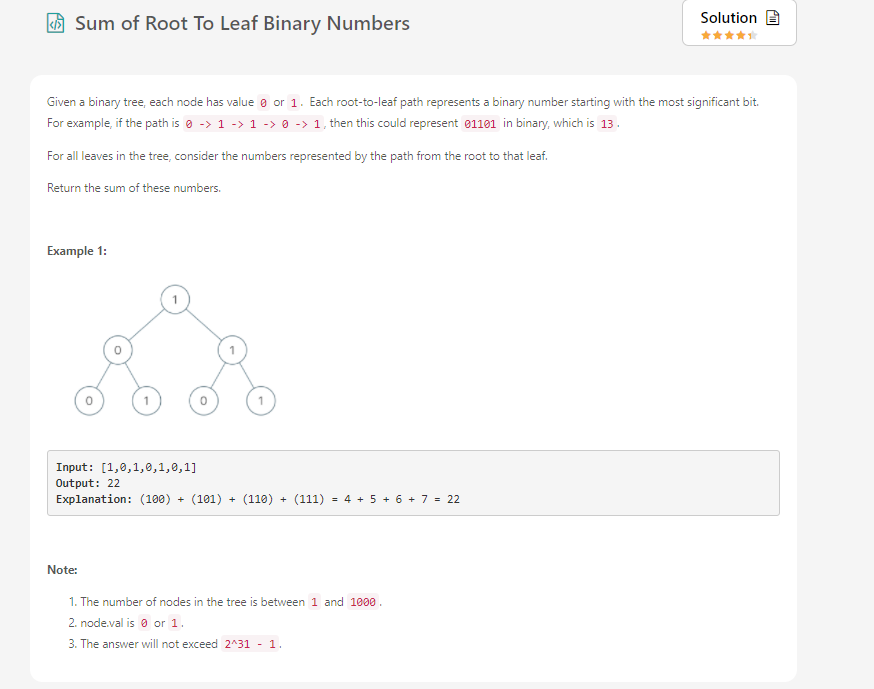 Sum of Root To Leaf Binary Numbers
Solution
Given a binary tree, each node has value 0 or 1. Each root-to-leaf path represents a binary number starting with the most significant bit.
For example, if the path is 0 -> 1 -> 1 -> 0 -> 1, then this could represent 01101 in binary, which is 13.
For all leaves in the tree, consider the numbers represented by the path from the root to that leaf.
Return the sum of these numbers.
Example 1:
1
0 1
0 1 0 1
Input: [1,0,1,0,1,0,1]
Output: 22
Explanation: (100) + (101) + (110) + (111) = 4 + 5 + 6 + 7 = 22
Note:
1. The number of nodes in the tree is between 1 and 1000.
2. node.val is 0 or 1.
3. The answer will not exceed 2^31 - 1.